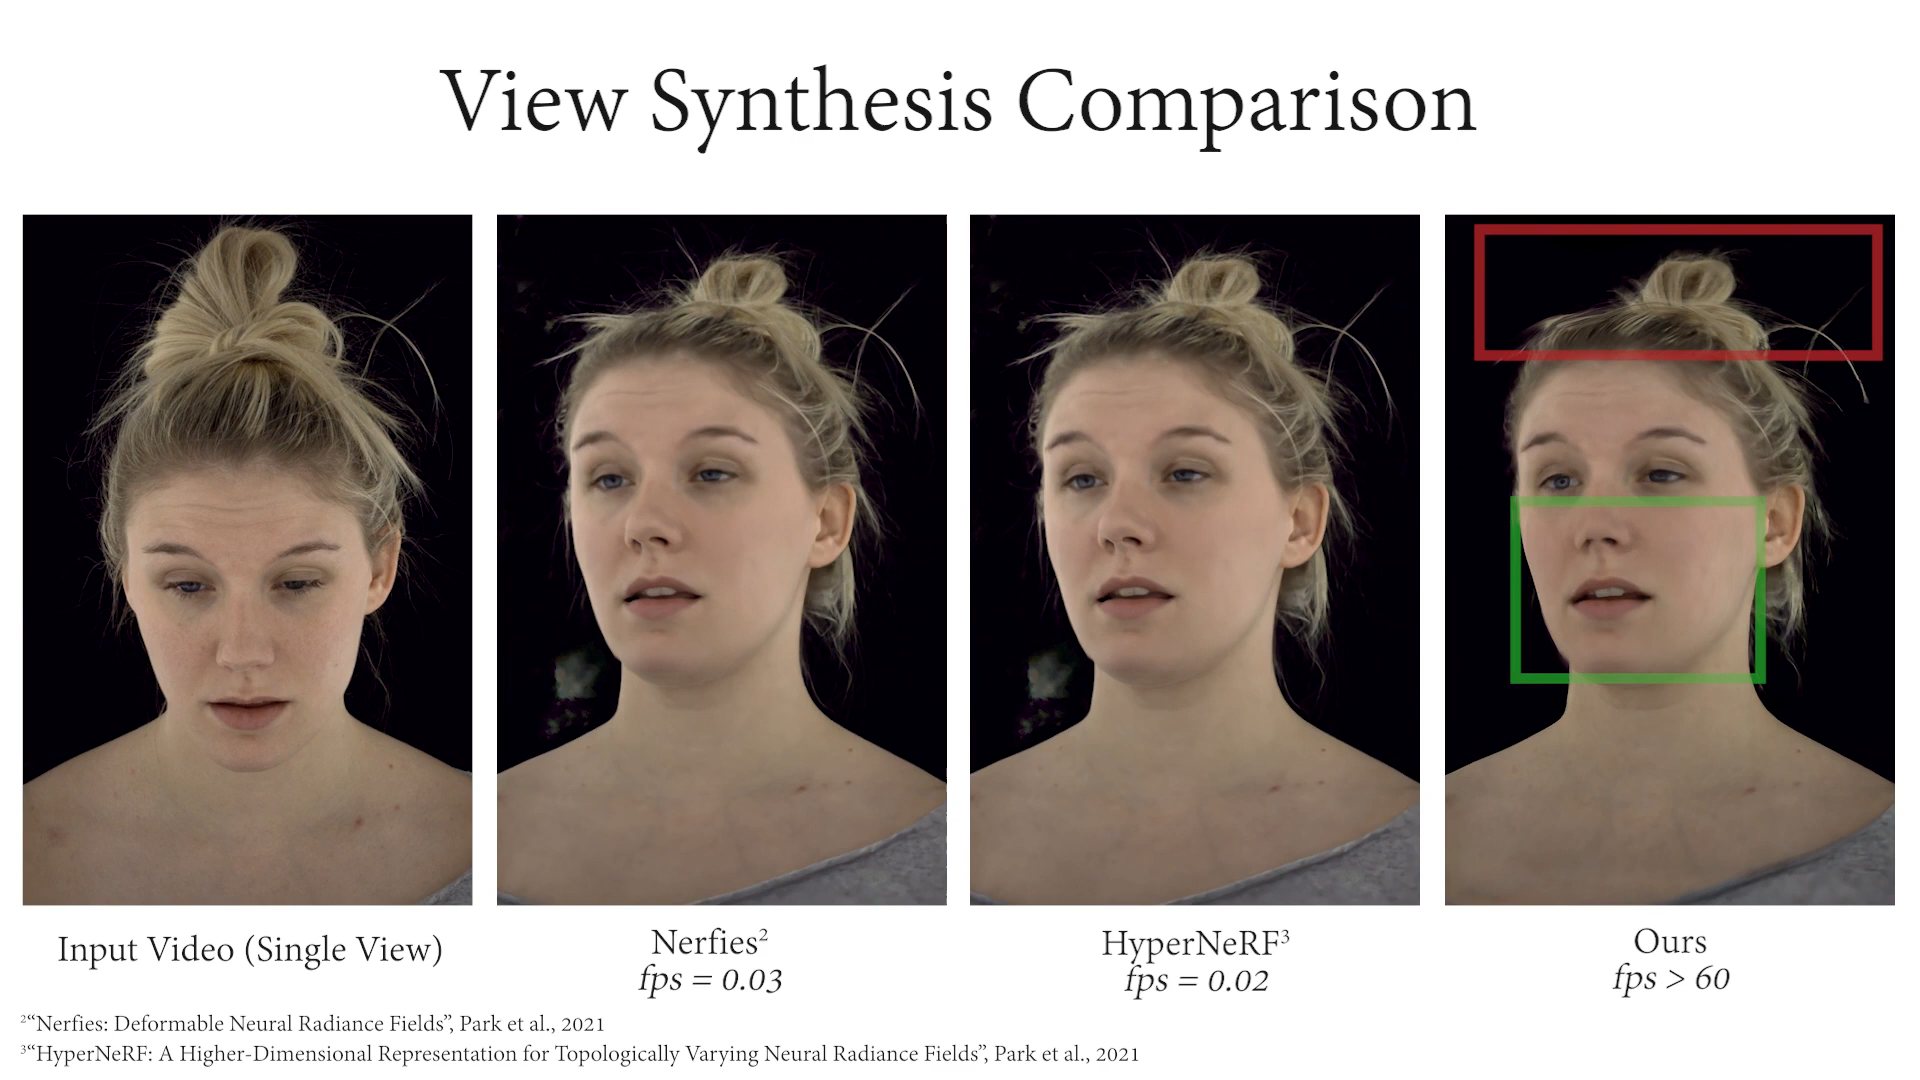 View Synthesis Comparison
Input Video (Single View)
Nerfies²
fps = 0.03
HyperNeRF³
fps = 0.02
Ours
fps > 60
²“Nerfies: Deformable Neural Radiance Fields”, Park et al., 2021
³“HyperNeRF: A Higher-Dimensional Representation for Topologically Varying Neural Radiance Fields”, Park et al., 2021